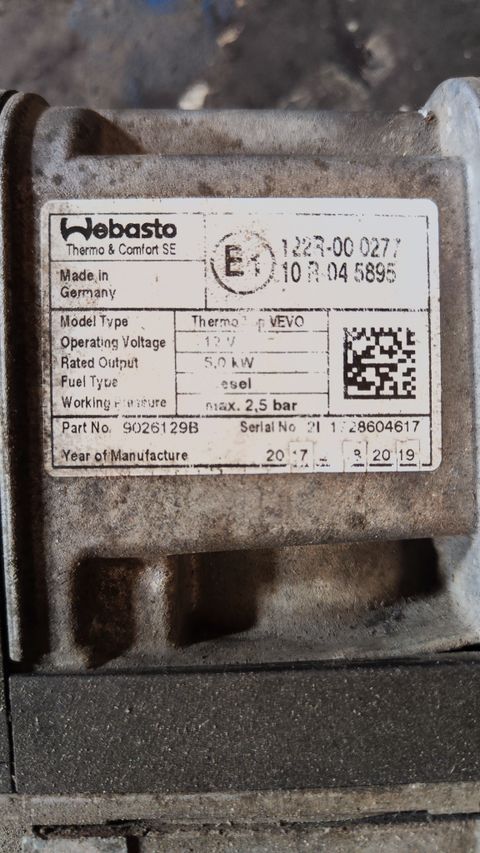 Webasto
Thermo & Comfort SE
Made in
Germany
E1
122R-00 0277
10 R-04 5895
Model Type Thermo VEVO
Operating Voltage 12 V
Rated Output 5,0 kW
Fuel Type
Working Pressure max. 2,5 bar
Part No. 9026129B Serial No.
Year of Manufacture 20 17 8 20 19